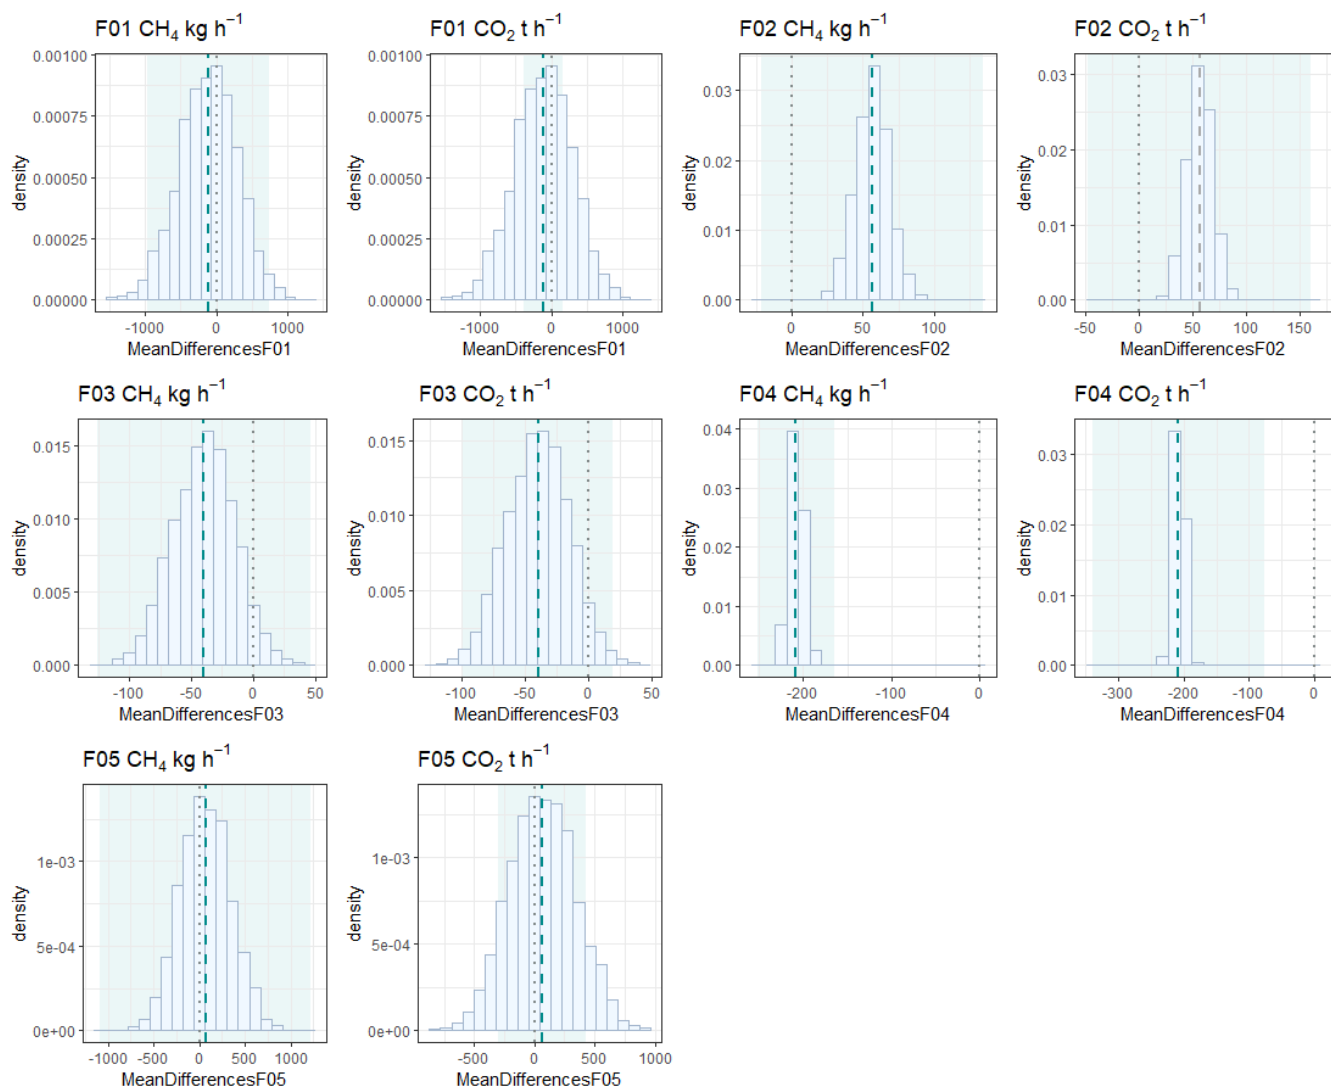 F01 CH₄ kg h⁻¹
density
0.00100
0.00075
0.00050
0.00025
0.00000
-1000 0 1000
MeanDifferencesF01
F01 CO₂ t h⁻¹
density
0.00100
0.00075
0.00050
0.00025
0.00000
-1000 0 1000
MeanDifferencesF01
F02 CH₄ kg h⁻¹
density
0.03
0.02
0.01
0.00
0 50 100
MeanDifferencesF02
F02 CO₂ t h⁻¹
density
0.03
0.02
0.01
0.00
-50 0 50 100 150
MeanDifferencesF02
F03 CH₄ kg h⁻¹
density
0.015
0.010
0.005
0.000
-100 -50 0 50
MeanDifferencesF03
F03 CO₂ t h⁻¹
density
0.015
0.010
0.005
0.000
-100 -50 0 50
MeanDifferencesF03
F04 CH₄ kg h⁻¹
density
0.04
0.03
0.02
0.01
0.00
-200 -100 0
MeanDifferencesF04
F04 CO₂ t h⁻¹
density
0.03
0.02
0.01
0.00
-300 -200 -100 0
MeanDifferencesF04
F05 CH₄ kg h⁻¹
density
1e-03
5e-04
0e+00
-1000 -500 0 500 1000
MeanDifferencesF05
F05 CO₂ t h⁻¹
density
1e-03
5e-04
0e+00
-500 0 500 1000
MeanDifferencesF05